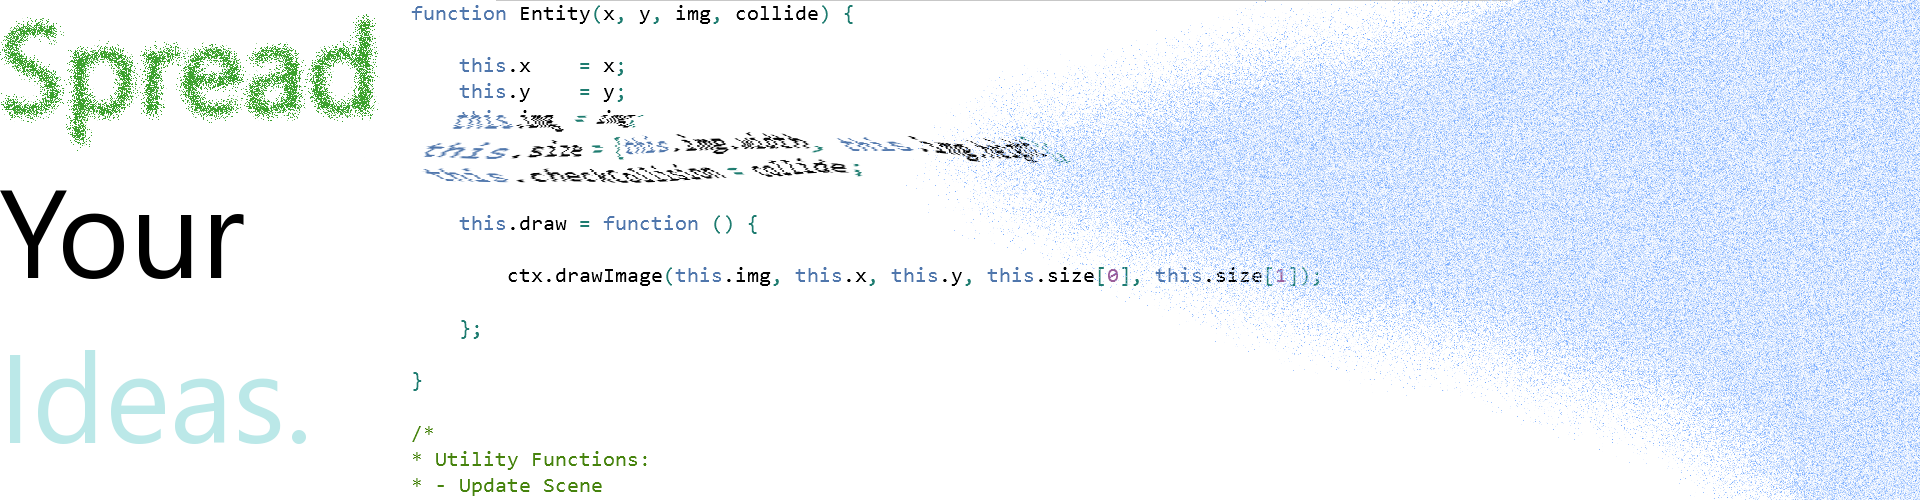 Spread
Your
Ideas.
function Entity(x, y, img, collide) {
this.x = x;
this.y = y;
this.img = img;
this.size = [this.img.width, this.img.height];
this.checkCollision = collide;
this.draw = function () {
ctx.drawImage(this.img, this.x, this.y, this.size[0], this.size[1]);
};
}
/*
* Utility Functions:
* - Update Scene